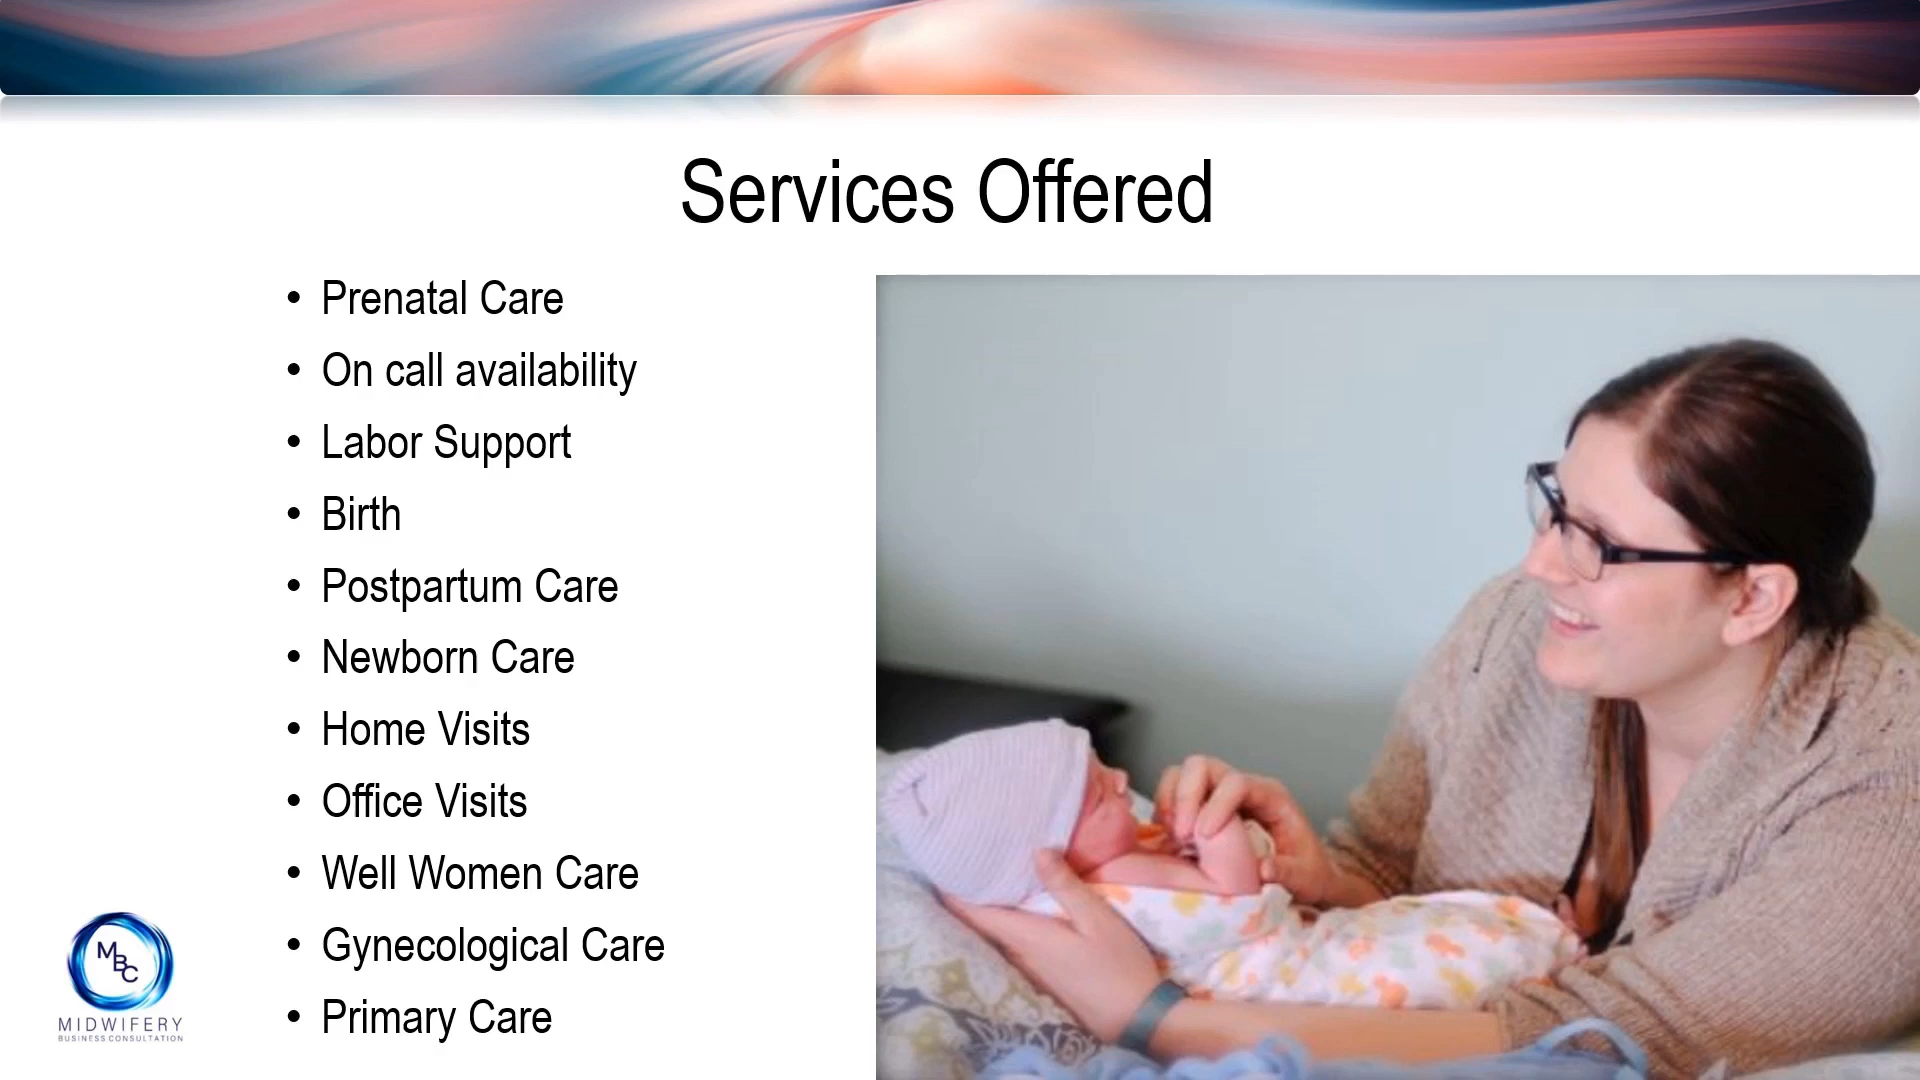 Services Offered
• Prenatal Care
• On call availability
• Labor Support
• Birth
• Postpartum Care
• Newborn Care
• Home Visits
• Office Visits
• Well Women Care
• Gynecological Care
• Primary Care
MBC
MIDWIFERY
BUSINESS CONSULTATION